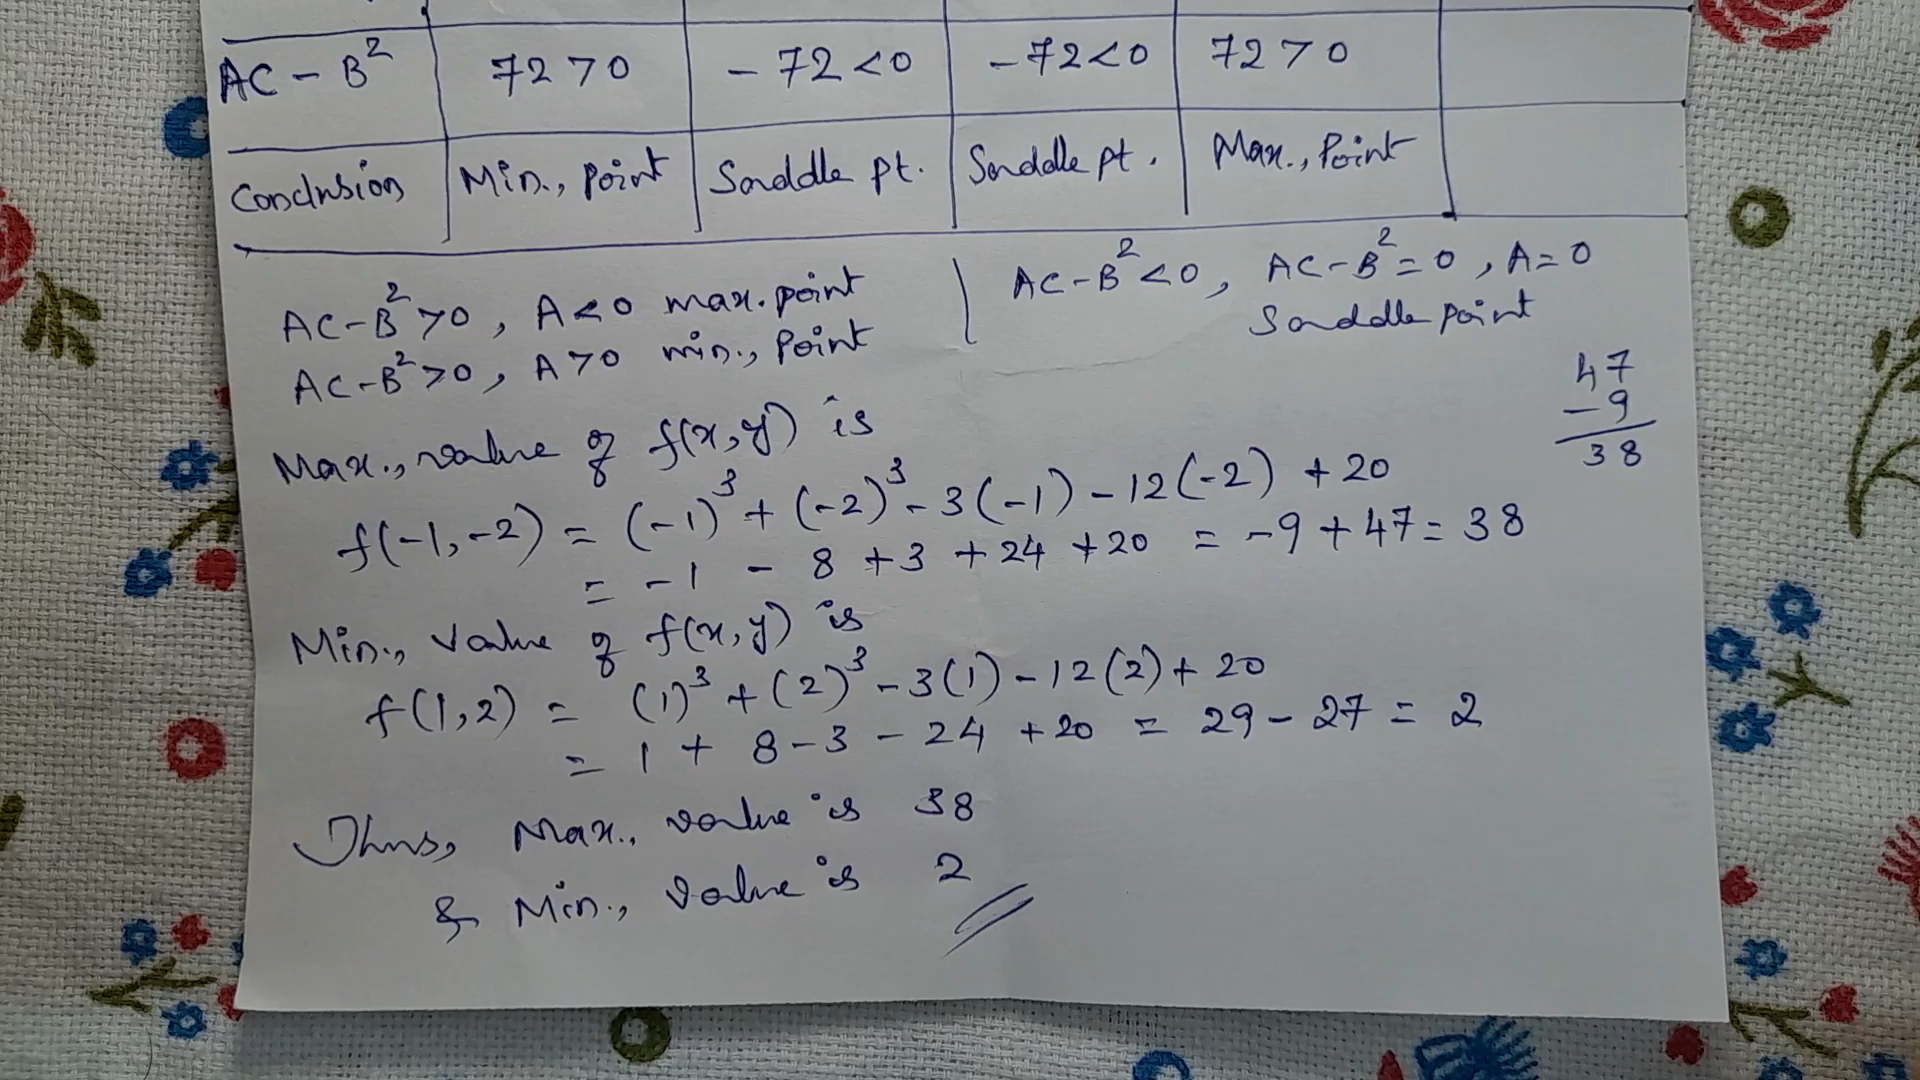 AC - B² 72 > 0 - 72 < 0 - 72 < 0 72 > 0
Conclusion Min., point Saddle pt. Saddle pt. Max., Point
AC - B² > 0, A < 0 max. point
AC - B² > 0, A > 0 min., Point
AC - B² < 0, AC - B² = 0, A = 0
Saddle point
47
- 9
38
Max., value of f(x,y) is
f(-1,-2) = (-1)³ + (-2)³ - 3(-1) - 12(-2) + 20
= -1 - 8 + 3 + 24 + 20 = -9 + 47 = 38
Min., Value of f(x,y) is
f(1,2) = (1)³ + (2)³ - 3(1) - 12(2) + 20
= 1 + 8 - 3 - 24 + 20 = 29 - 27 = 2
Thus, Max., value is 38
& Min., Value is 2